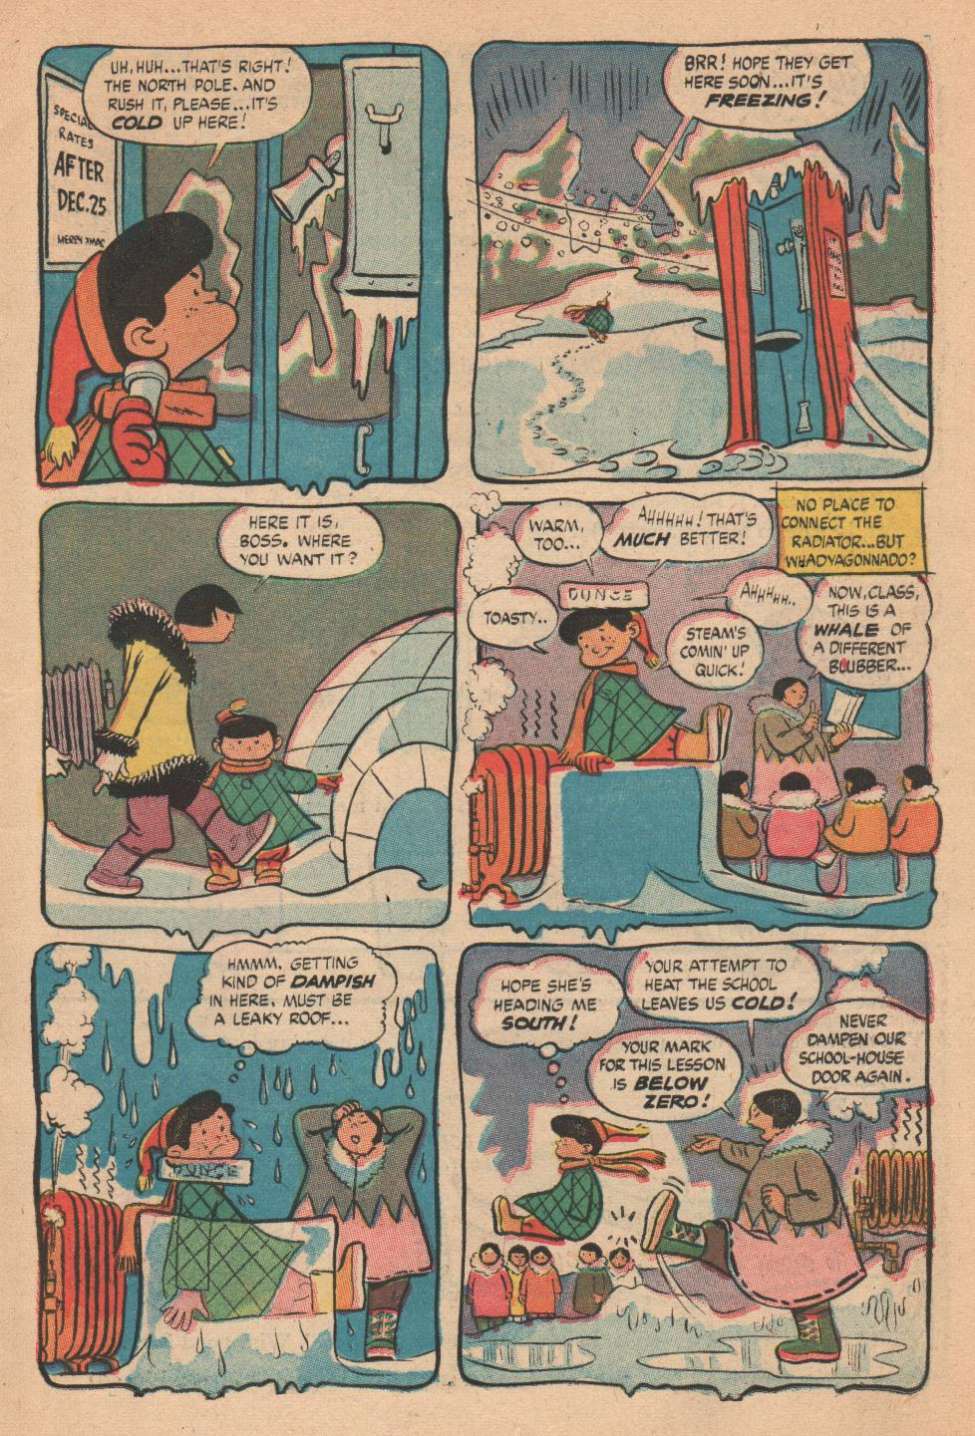 UH, HUH...THAT'S RIGHT!
THE NORTH POLE. AND
RUSH IT, PLEASE...IT'S
COLD UP HERE!
SPECIAL
RATES
AFTER
DEC. 25
MERRY XMAS
BRR! HOPE THEY GET
HERE SOON...IT'S
FREEZING!
HERE IT IS,
BOSS. WHERE
YOU WANT IT?
NO PLACE TO
CONNECT THE
RADIATOR...BUT
WHADYAGONNADO?
WARM,
TOO...
AHHHHH! THAT'S
MUCH BETTER!
TOASTY..
DUNCE
AHHHHH..
STEAM'S
COMIN' UP
QUICK!
NOW, CLASS,
THIS IS A
WHALE OF
A DIFFERENT
BLUBBER...
HMMM. GETTING
KIND OF DAMPISH
IN HERE. MUST BE
A LEAKY ROOF...
DUNCE
HOPE SHE'S
HEADING ME
SOUTH!
YOUR ATTEMPT TO
HEAT THE SCHOOL
LEAVES US COLD!
YOUR MARK
FOR THIS LESSON
IS BELOW
ZERO!
NEVER
DAMPEN OUR
SCHOOL-HOUSE
DOOR AGAIN.